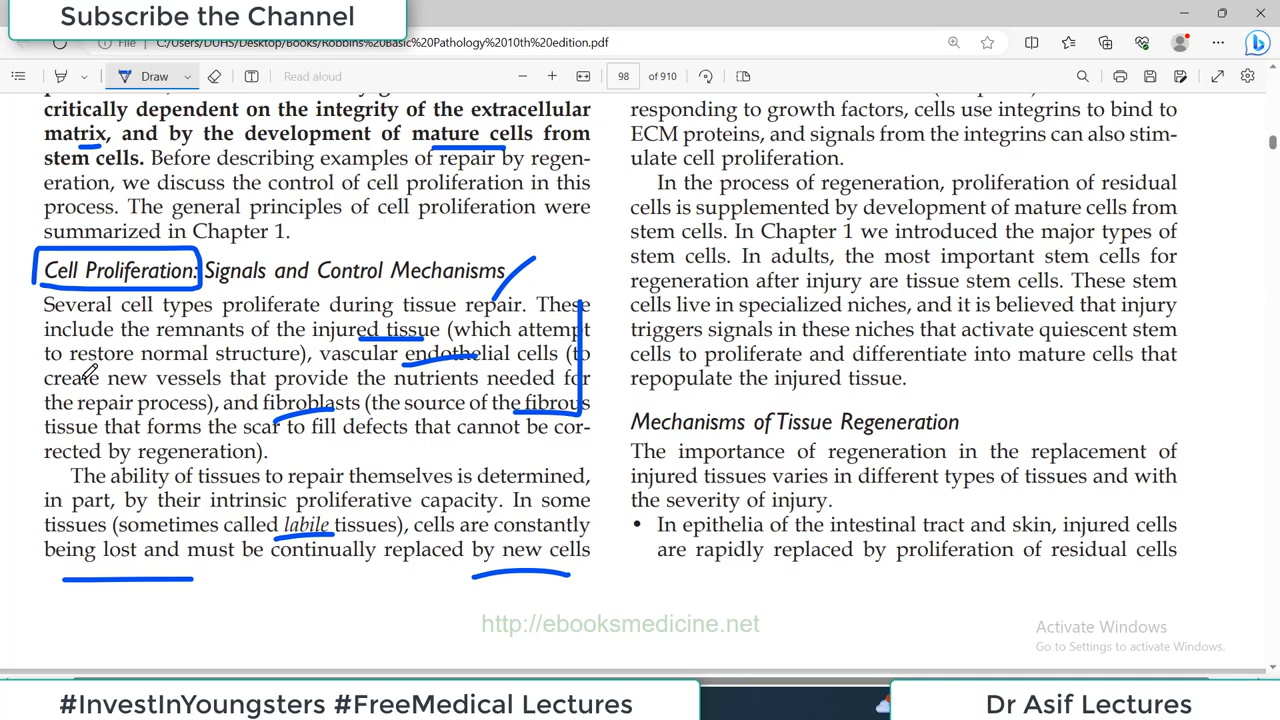 Subscribe the Channel
File
C:/Users/DUHS/Desktop/Books/Robbins%20Basic%20Pathology%2010th%20edition.pdf
Draw
Read aloud
98 of 910
critically dependent on the integrity of the extracellular
matrix, and by the development of mature cells from
stem cells. Before describing examples of repair by regen-
eration, we discuss the control of cell proliferation in this
process. The general principles of cell proliferation were
summarized in Chapter 1.
Cell Proliferation: Signals and Control Mechanisms
Several cell types proliferate during tissue repair. These
include the remnants of the injured tissue (which attempt
to restore normal structure), vascular endothelial cells (to
create new vessels that provide the nutrients needed for
the repair process), and fibroblasts (the source of the fibrous
tissue that forms the scar to fill defects that cannot be cor-
rected by regeneration).
The ability of tissues to repair themselves is determined,
in part, by their intrinsic proliferative capacity. In some
tissues (sometimes called labile tissues), cells are constantly
being lost and must be continually replaced by new cells
responding to growth factors, cells use integrins to bind to
ECM proteins, and signals from the integrins can also stim-
ulate cell proliferation.
In the process of regeneration, proliferation of residual
cells is supplemented by development of mature cells from
stem cells. In Chapter 1 we introduced the major types of
stem cells. In adults, the most important stem cells for
regeneration after injury are tissue stem cells. These stem
cells live in specialized niches, and it is believed that injury
triggers signals in these niches that activate quiescent stem
cells to proliferate and differentiate into mature cells that
repopulate the injured tissue.
Mechanisms of Tissue Regeneration
The importance of regeneration in the replacement of
injured tissues varies in different types of tissues and with
the severity of injury.
• In epithelia of the intestinal tract and skin, injured cells
are rapidly replaced by proliferation of residual cells
http://ebooksmedicine.net
Activate Windows
Go to Settings to activate Windows.
#InvestInYoungsters #FreeMedical Lectures
Dr Asif Lectures